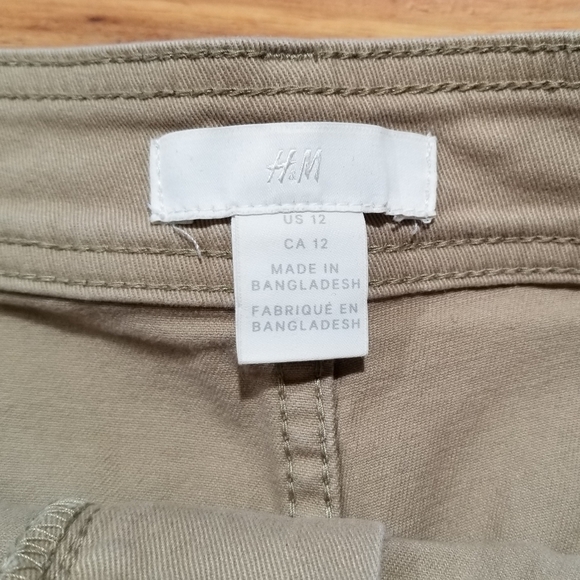 H&M
US 12
CA 12
MADE IN
BANGLADESH
FABRIQUÉ EN
BANGLADESH